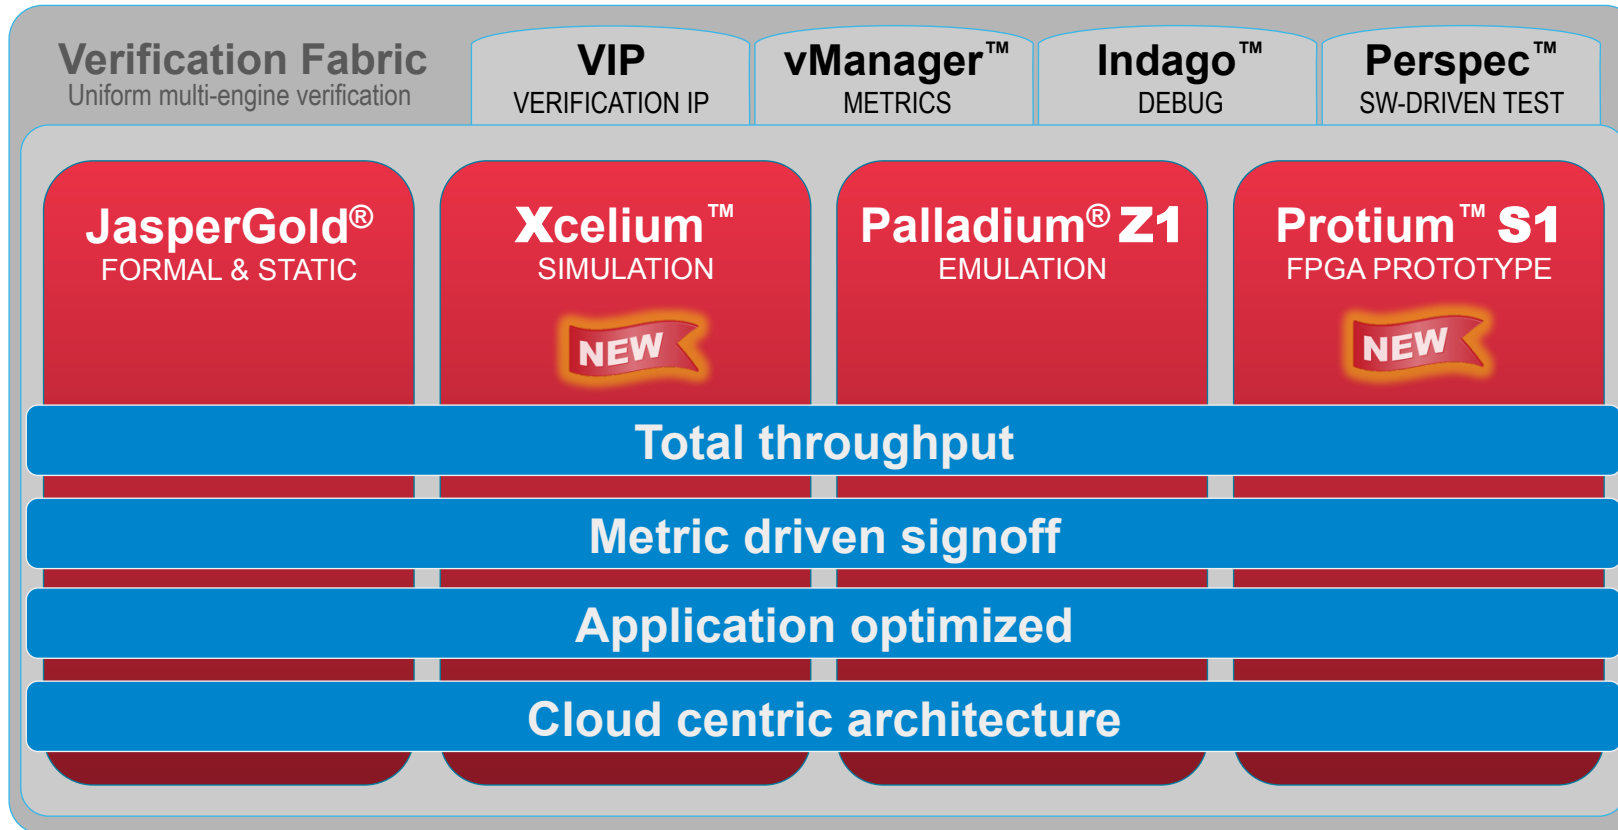 Verification Fabric
Uniform multi-engine verification
VIP
VERIFICATION IP
vManager™
METRICS
Indago™
DEBUG
Perspec™
SW-DRIVEN TEST
JasperGold®
FORMAL & STATIC
Xcelium™
SIMULATION
NEW
Palladium® Z1
EMULATION
Protium™ S1
FPGA PROTOTYPE
NEW
Total throughput
Metric driven signoff
Application optimized
Cloud centric architecture